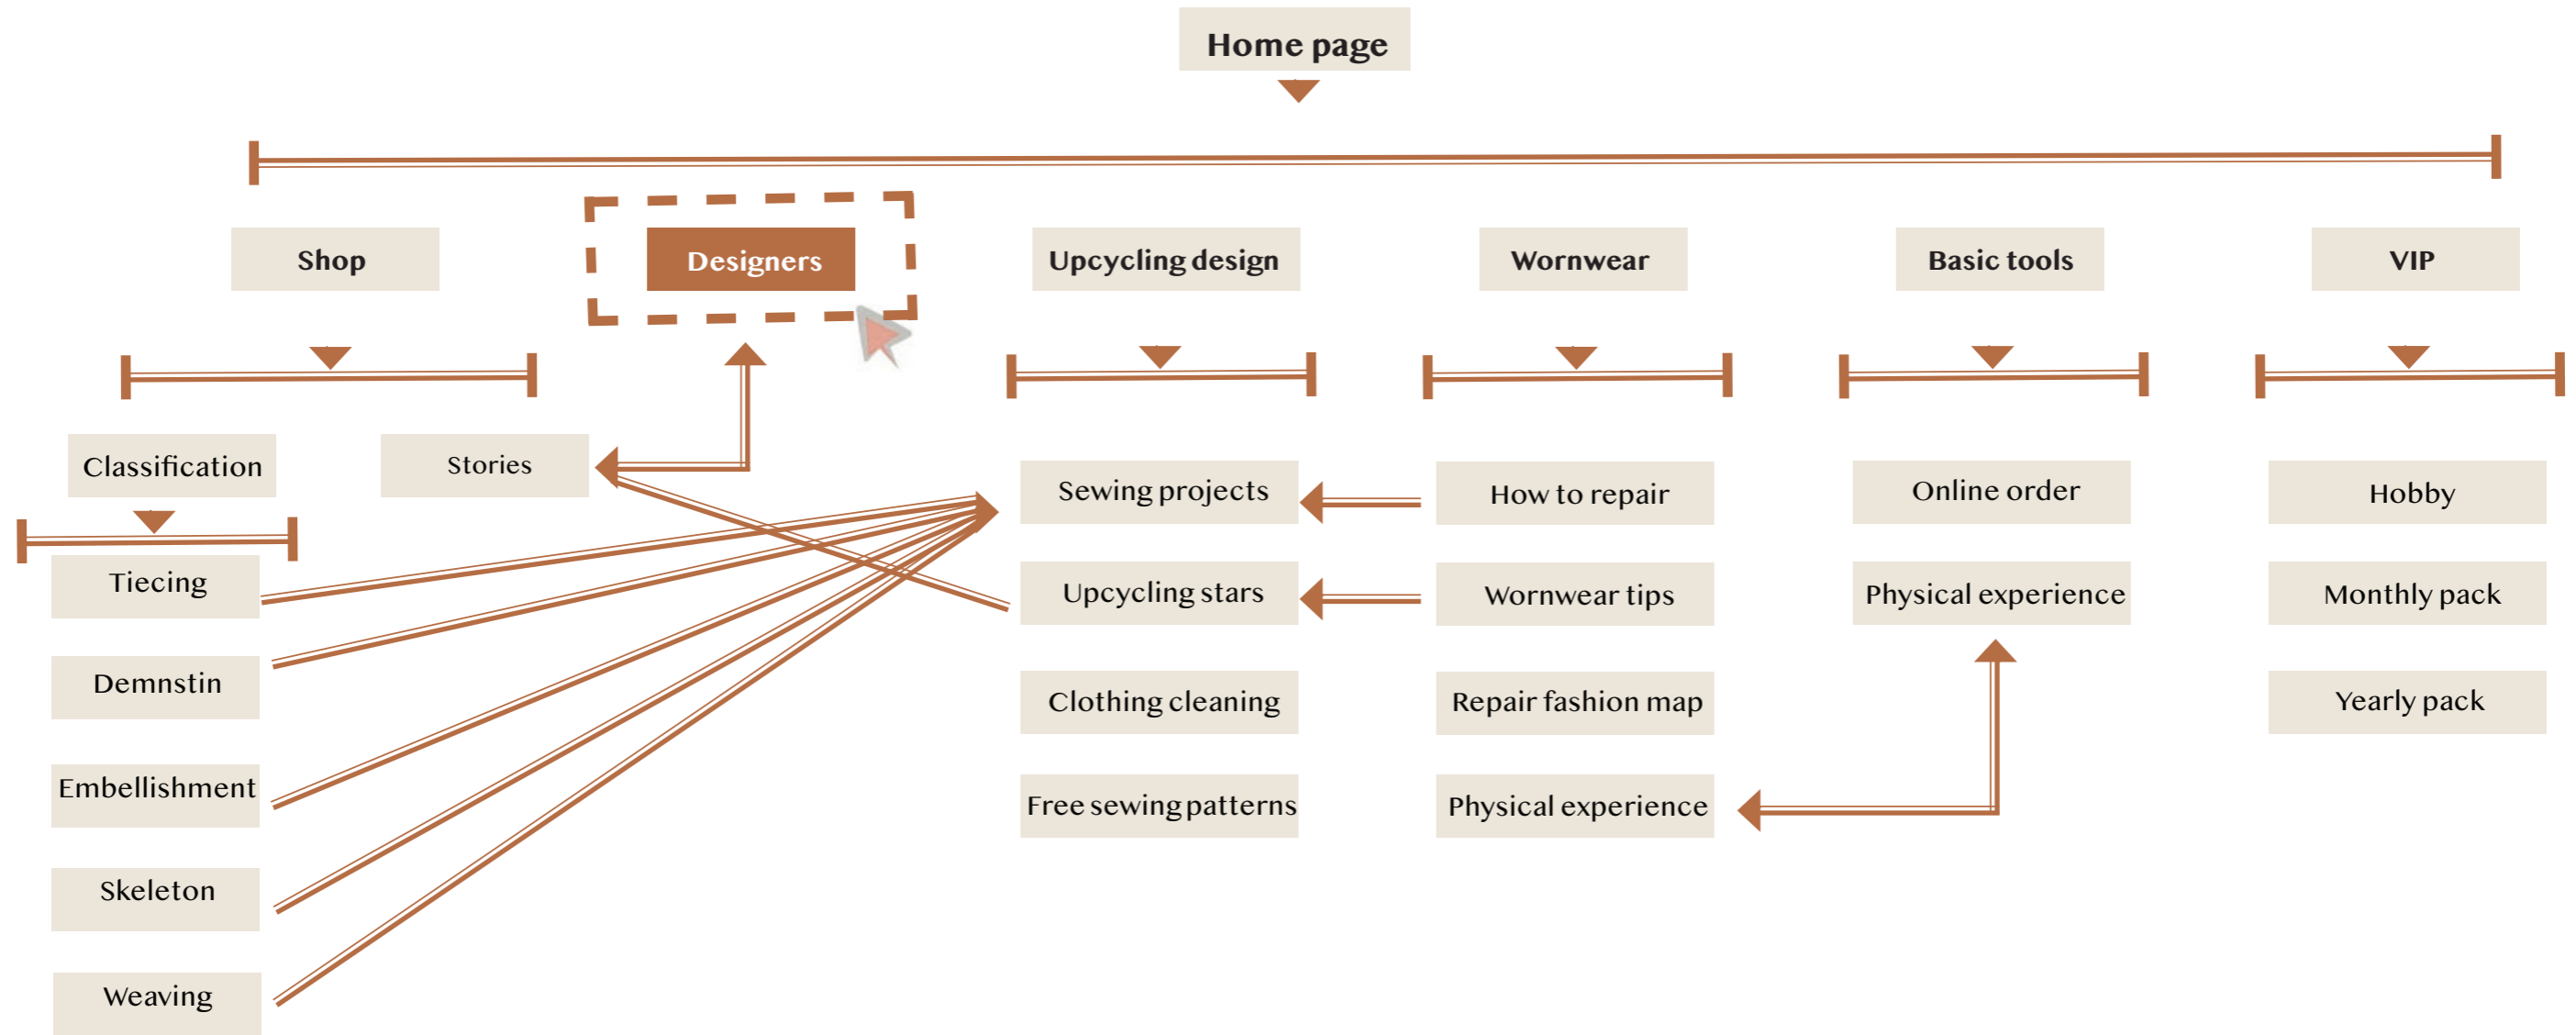 Home page
Shop
Designers
Upcycling design
Wornwear
Basic tools
VIP
Classification
Stories
Sewing projects
How to repair
Online order
Hobby
Tiecing
Upcycling stars
Wornwear tips
Physical experience
Monthly pack
Demnstin
Clothing cleaning
Repair fashion map
Yearly pack
Embellishment
Free sewing patterns
Physical experience
Skeleton
Weaving